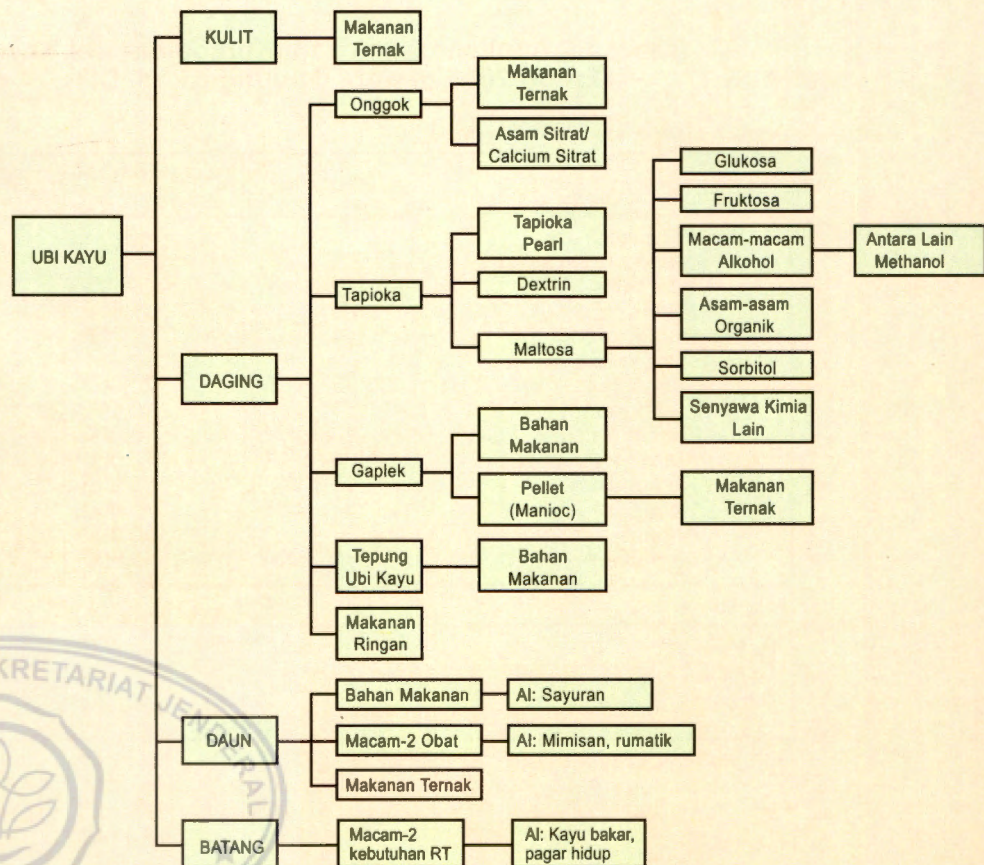 KULIT
Makanan
Ternak
Onggok
Makanan
Ternak
Asam Sitrat/
Calcium Sitrat
Glukosa
Fruktosa
UBI KAYU
Tapioka
Pearl
Macam-macam
Alkohol
Antara Lain
Methanol
Tapioka
Dextrin
Asam-asam
Organik
Maltosa
Sorbitol
DAGING
Senyawa Kimia
Lain
Bahan
Makanan
Gaplek
Pellet
(Manioc)
Makanan
Ternak
Tepung
Ubi Kayu
Bahan
Makanan
Makanan
Ringan
KRETARIAT JENDERAL
Bahan Makanan
Al: Sayuran
DAUN
Macam-2 Obat
Al: Mimisan, rumatik
Makanan Ternak
BATANG
Macam-2
kebutuhan RT
Al: Kayu bakar,
pagar hidup